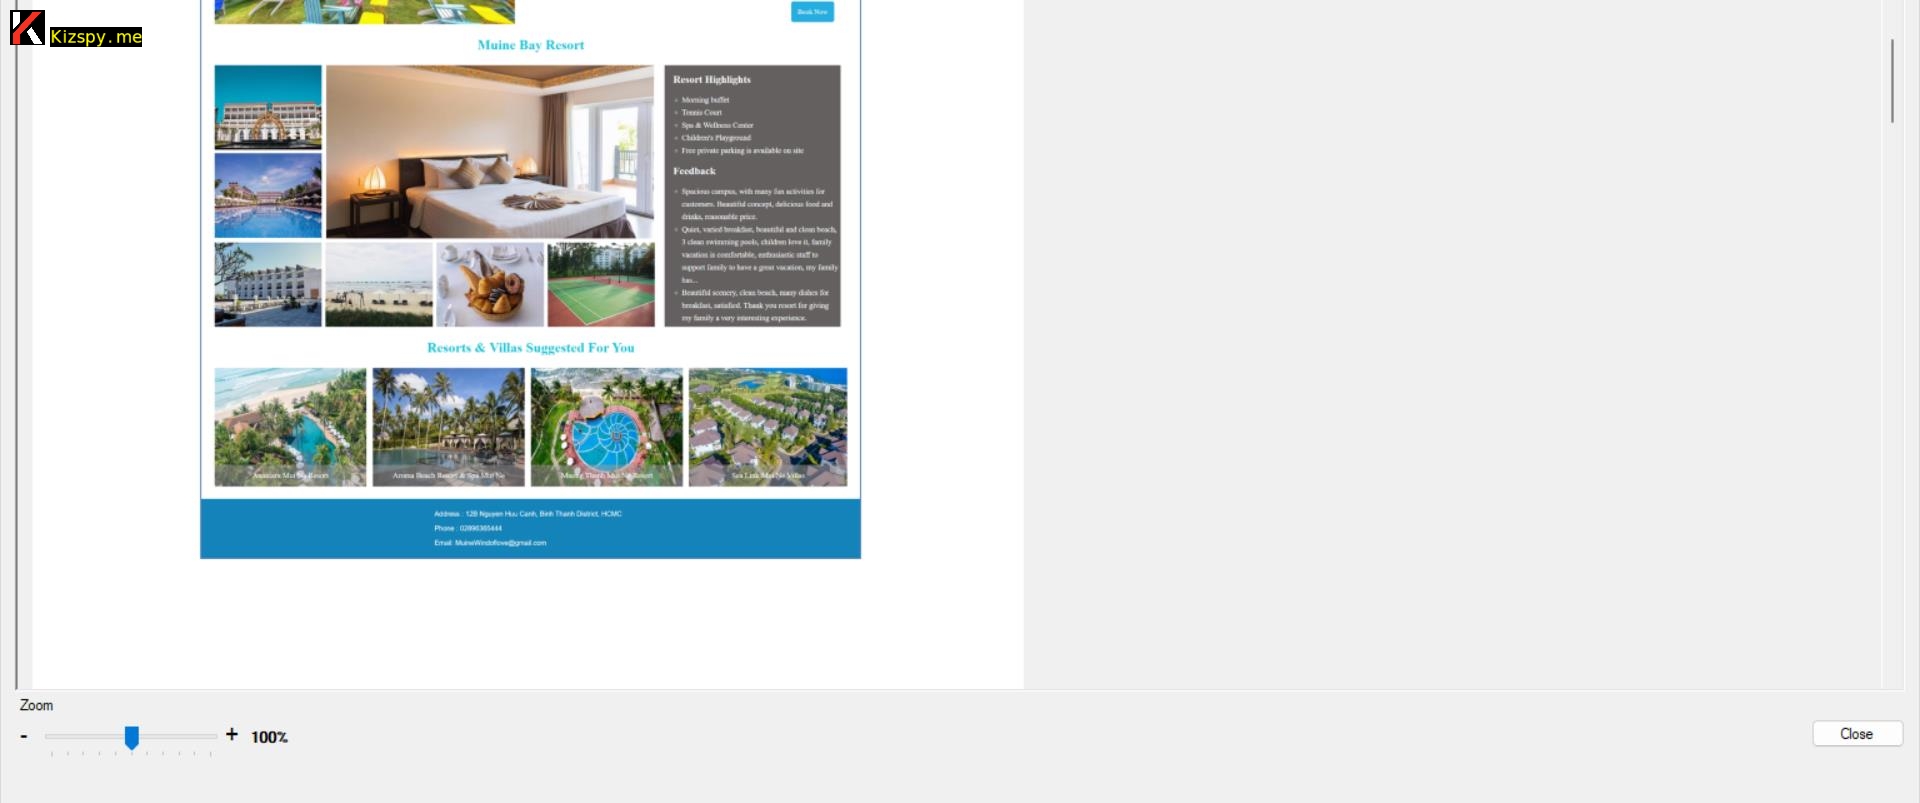 Kizspy.me
Book Now
Muine Bay Resort
Resort Highlights
Morning buffet
Tennis Court
Spa & Wellness Center
Children's Playground
Free private parking is available on site
Feedback
Spacious campus, with many fun activities for
customers. Beautiful concept, delicious food and
drinks, reasonable price.
Quiet, varied breakfast, beautiful and clean beach,
3 clean swimming pools, children love it, family
vacation is comfortable, enthusiastic staff to
support family to have a great vacation, my family
has...
Beautiful scenery, clean beach, many dishes for
breakfast, satisfied. Thank you resort for giving
my family a very interesting experience.
Resorts & Villas Suggested For You
Anantara Mui Ne Resort
Aroma Beach Resort & Spa Mui Ne
Muong Thanh Mui Ne Resort
Sea Link Mui Ne Villas
Address : 12B Nguyen Huu Canh, Binh Thanh District, HCMC
Phone : 02896365444
Email: MuineWindoflove@gmail.com
Zoom
- + 100%
Close